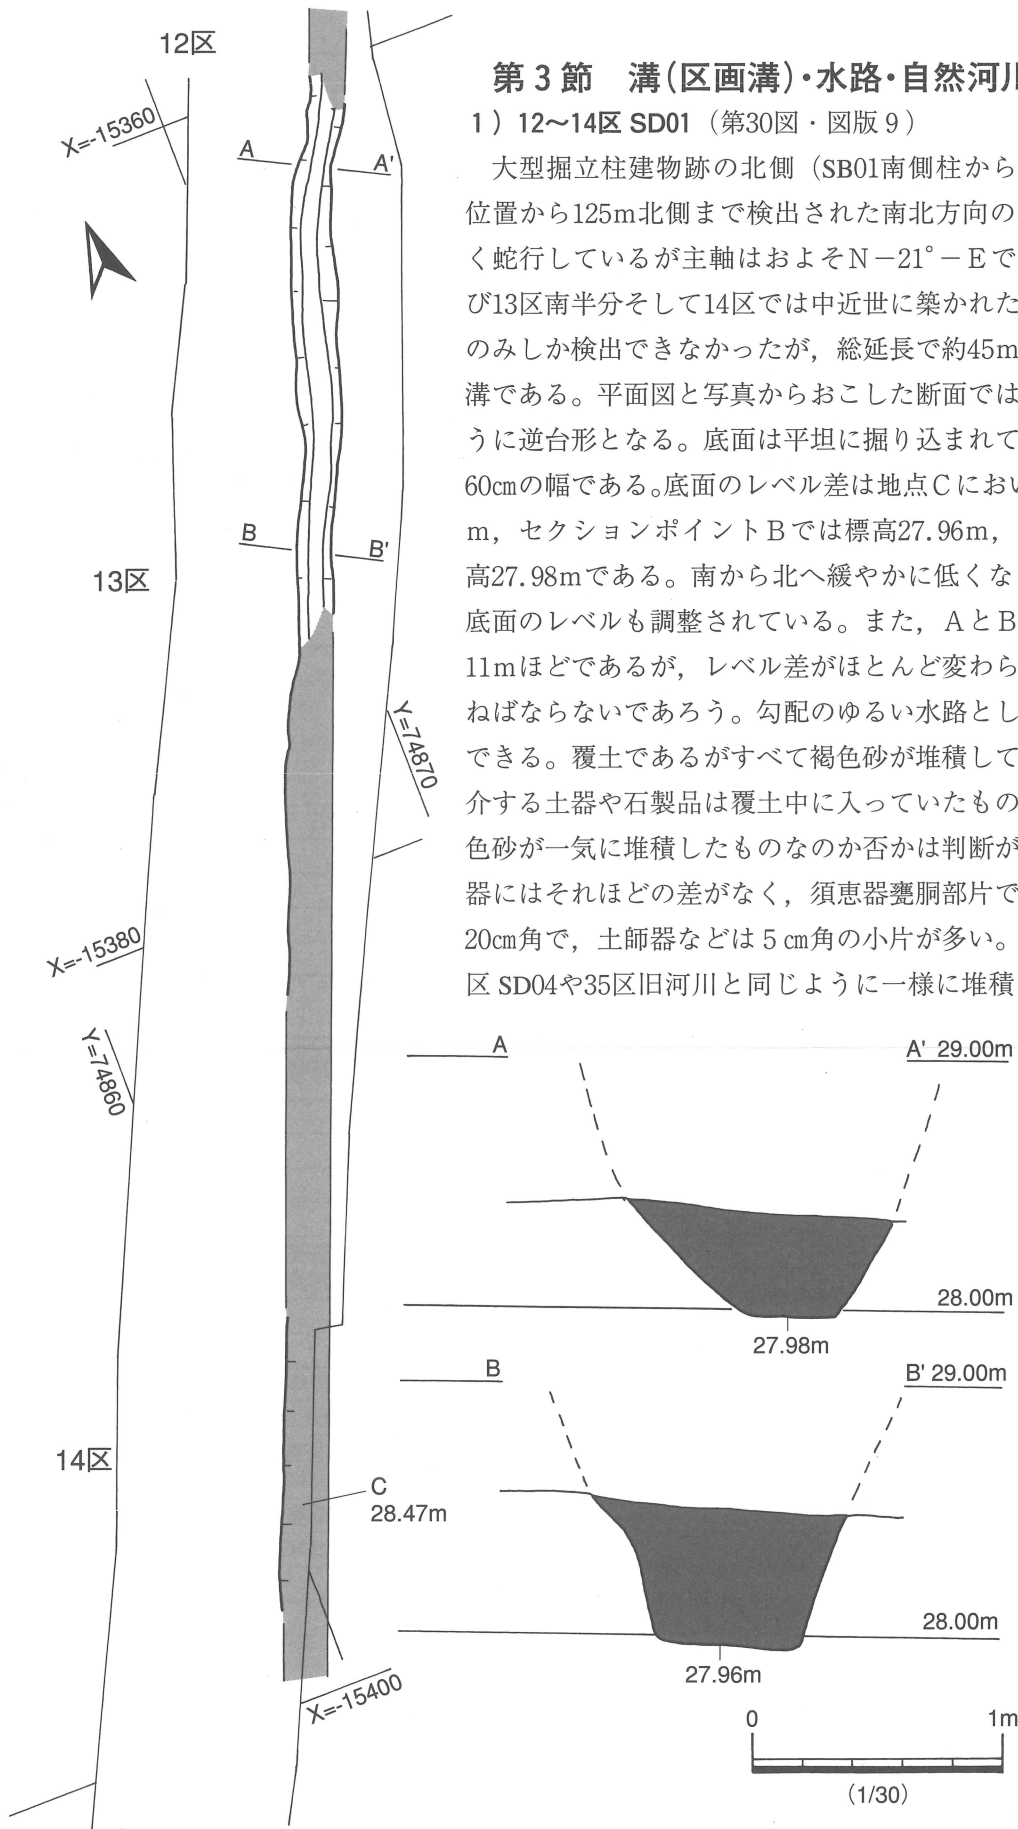 12区
X=-15360
A
A'
B
B'
13区
Y=74870
X=-15380
Y=74860
14区
C
28.47m
X=-15400
第3節　溝(区画溝)・水路・自然河川
1）12〜14区 SD01（第30図・図版9）
大型掘立柱建物跡の北側（SB01南側柱から
位置から125m北側まで検出された南北方向の
く蛇行しているが主軸はおよそN－21°－Eで
び13区南半分そして14区では中近世に築かれた
のみしか検出できなかったが，総延長で約45m
溝である。平面図と写真からおこした断面では
うに逆台形となる。底面は平坦に掘り込まれて
60㎝の幅である。底面のレベル差は地点Cにおい
m，セクションポイントBでは標高27.96m，
高27.98mである。南から北へ緩やかに低くな
底面のレベルも調整されている。また，AとB
11mほどであるが，レベル差がほとんど変わら
ねばならないであろう。勾配のゆるい水路とし
できる。覆土であるがすべて褐色砂が堆積して
介する土器や石製品は覆土中に入っていたもの
色砂が一気に堆積したものなのか否かは判断が
器にはそれほどの差がなく，須恵器甕胴部片で
20㎝角で，土師器などは5㎝角の小片が多い。
区 SD04や35区旧河川と同じように一様に堆積
A
A' 29.00m
28.00m
27.98m
B
B' 29.00m
28.00m
27.96m
0 1m
(1/30)